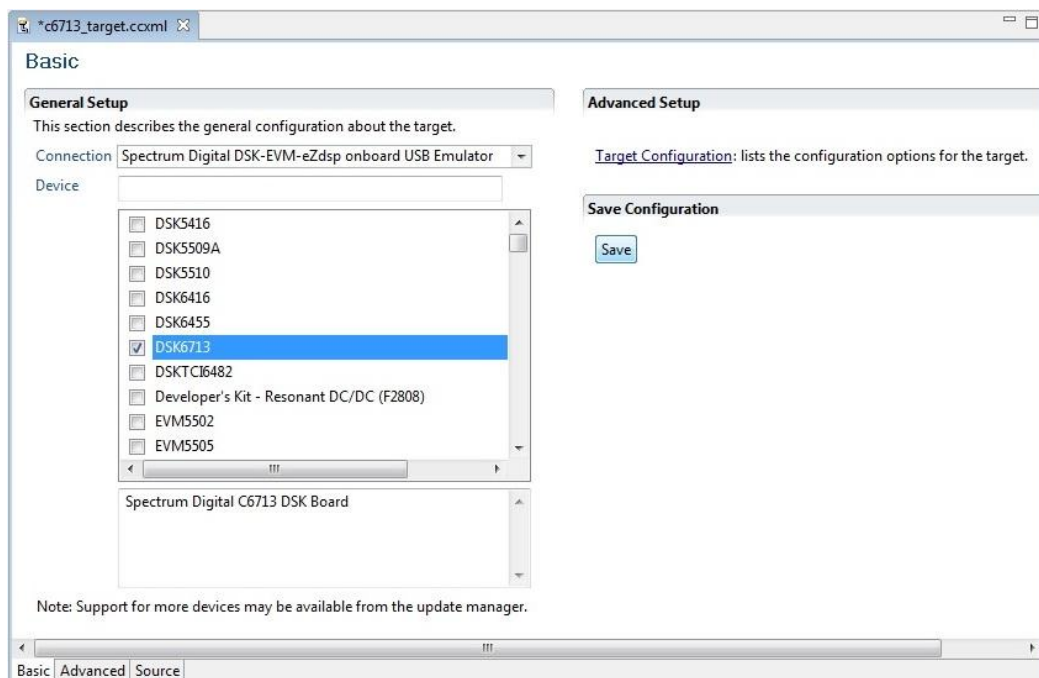 *c6713_target.ccxml
Basic
General Setup
This section describes the general configuration about the target.
Connection Spectrum Digital DSK-EVM-eZdsp onboard USB Emulator
Device
DSK5416
DSK5509A
DSK5510
DSK6416
DSK6455
DSK6713
DSKTCI6482
Developer's Kit - Resonant DC/DC (F2808)
EVM5502
EVM5505
Spectrum Digital C6713 DSK Board
Note: Support for more devices may be available from the update manager.
Advanced Setup
Target Configuration: lists the configuration options for the target.
Save Configuration
Save
Basic Advanced Source